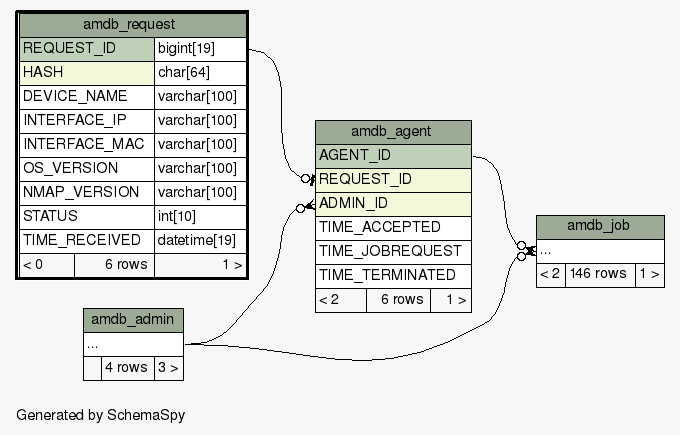 amdb_request
REQUEST_ID bigint[19]
HASH char[64]
DEVICE_NAME varchar[100]
INTERFACE_IP varchar[100]
INTERFACE_MAC varchar[100]
OS_VERSION varchar[100]
NMAP_VERSION varchar[100]
STATUS int[10]
TIME_RECEIVED datetime[19]
< 0 6 rows 1 >
amdb_agent
AGENT_ID
REQUEST_ID
ADMIN_ID
TIME_ACCEPTED
TIME_JOBREQUEST
TIME_TERMINATED
< 2 6 rows 1 >
amdb_job
...
< 2 146 rows 1 >
amdb_admin
...
4 rows 3 >
Generated by SchemaSpy